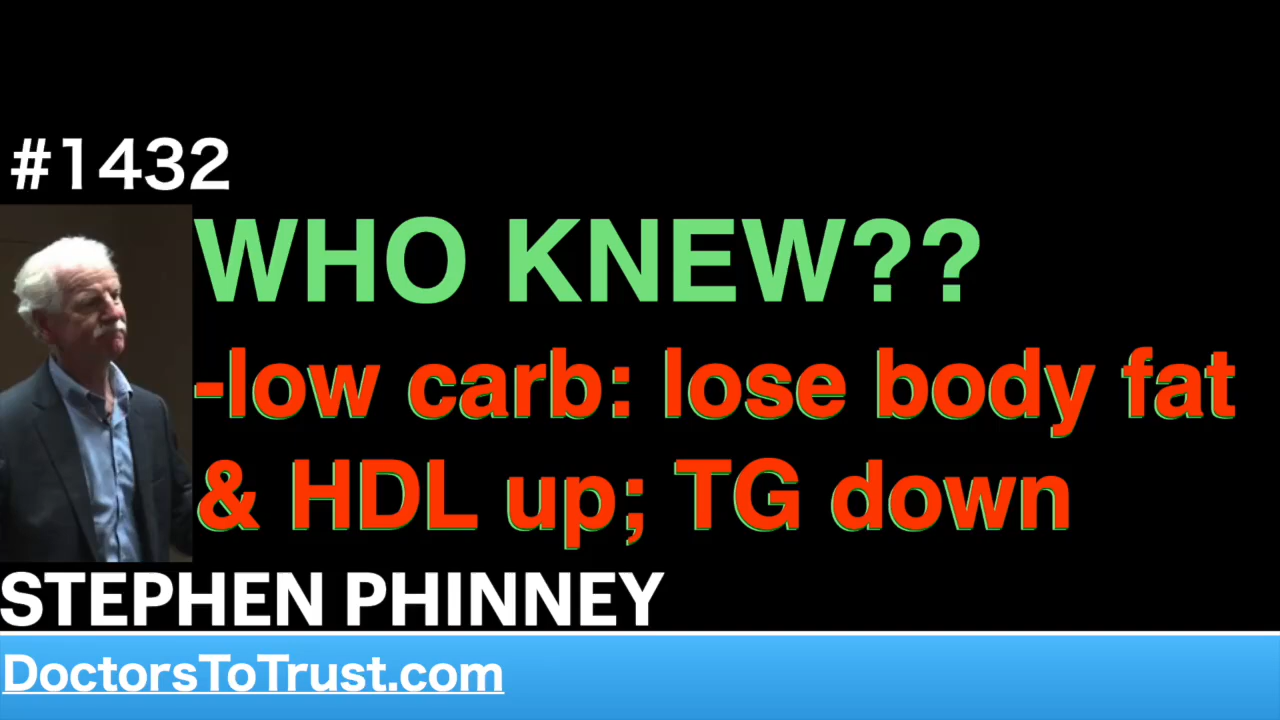 #1432
WHO KNEW??
-low carb: lose body fat
& HDL up; TG down
STEPHEN PHINNEY
DoctorsToTrust.com